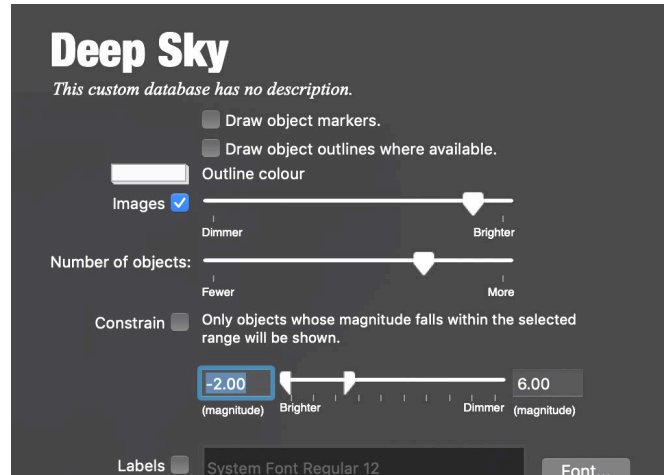 Deep Sky
This custom database has no description.
Draw object markers.
Draw object outlines where available.
Outline colour
Images
Dimmer Brighter
Number of objects:
Fewer More
Constrain Only objects whose magnitude falls within the selected
range will be shown.
-2.00 6.00
(magnitude) Brighter Dimmer (magnitude)
Labels System Font Regular 12 Font...